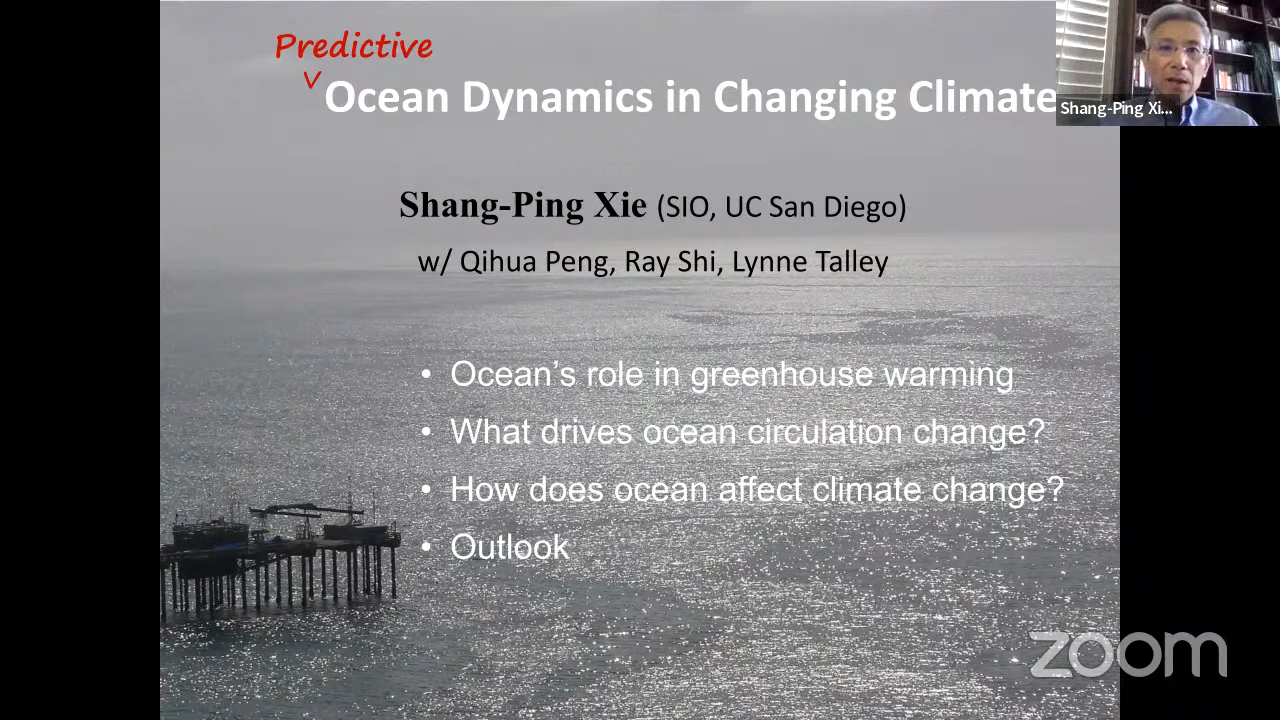 Predictive
V
Ocean Dynamics in Changing Climate
Shang-Ping Xi...
Shang-Ping Xie (SIO, UC San Diego)
w/ Qihua Peng, Ray Shi, Lynne Talley
• Ocean's role in greenhouse warming
• What drives ocean circulation change?
• How does ocean affect climate change?
• Outlook
zoom